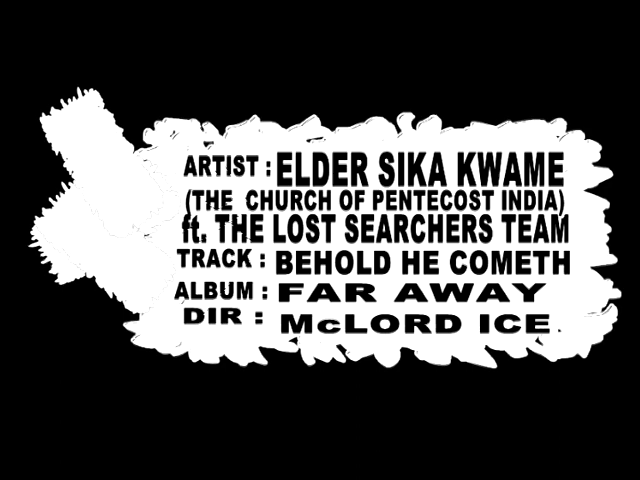 ARTIST : ELDER SIKA KWAME
(THE CHURCH OF PENTECOST INDIA)
ft. THE LOST SEARCHERS TEAM
TRACK : BEHOLD HE COMETH
ALBUM : FAR AWAY
DIR : McLORD ICE.